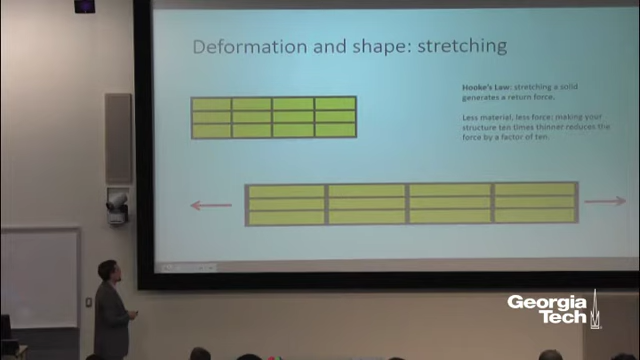 Deformation and shape: stretching
Hooke's Law: stretching a solid
generates a return force.
Less material, less force: making your
structure ten times thinner reduces the
force by a factor of ten.
Georgia
Tech